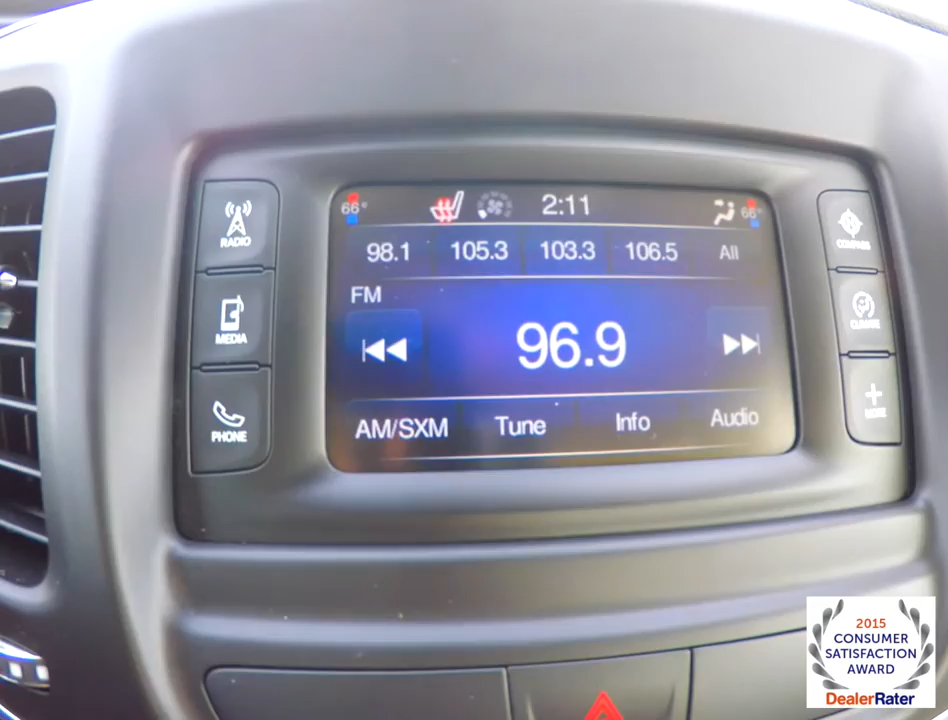 66°
2:11
66°
98.1 105.3 103.3 106.5 All
FM
96.9
AM/SXM Tune Info Audio
RADIO
MEDIA
PHONE
COMPASS
CLIMATE
MORE
2015
CONSUMER
SATISFACTION
AWARD
DealerRater